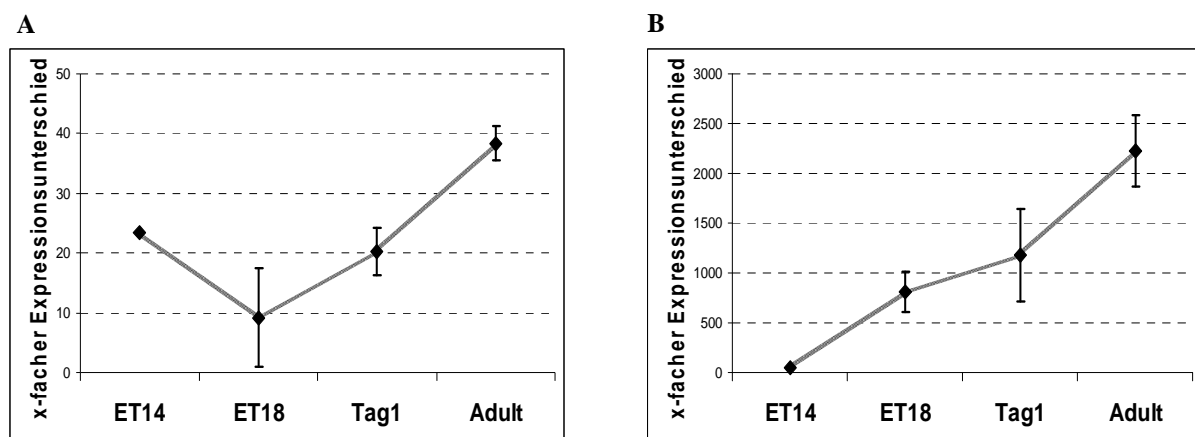 A
x-facher Expressionsunterschied
50
40
30
20
10
0
ET14 ET18 Tag1 Adult
B
x-facher Expressionsunterschied
3000
2500
2000
1500
1000
500
0
ET14 ET18 Tag1 Adult